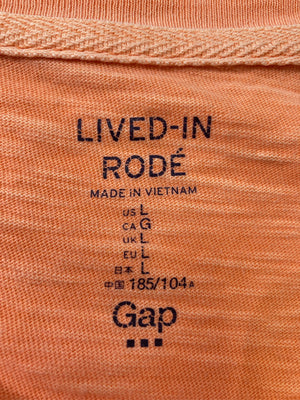 LIVED-IN
RODÉ
MADE IN VIETNAM
US L
CA G
UK L
EU L
日本 L
中国 185/104A
Gap